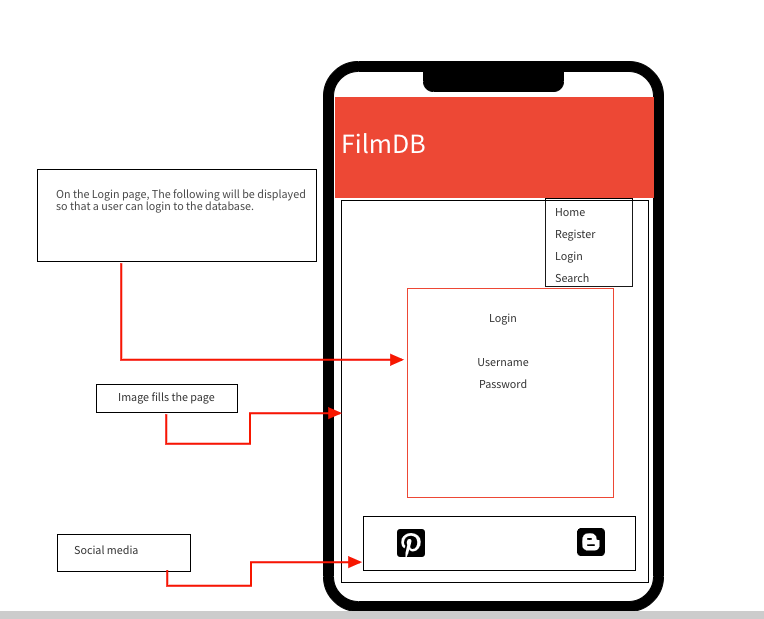 FilmDB
On the Login page, The following will be displayed
so that a user can login to the database.
Home
Register
Login
Search
Login
Username
Password
Image fills the page
Social media